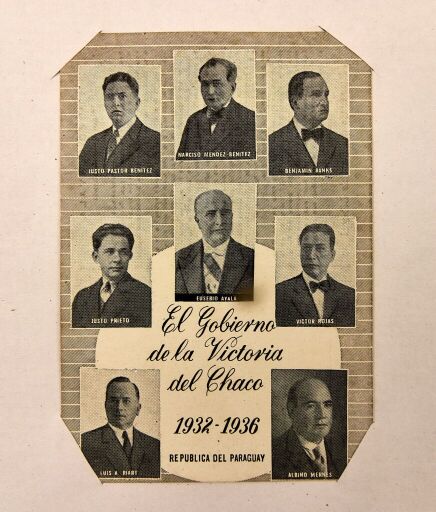 JUSTO PASTOR BENITEZ
NARCISO MENDEZ BENITEZ
BENJAMIN BANKS
JUSTO PRIETO
EUSEBIO AYALA
VICTOR ROJAS
El Gobierno
de la Victoria
del Chaco
1932-1936
REPUBLICA DEL PARAGUAY
LUIS A. RIART
ALBINO MERNES